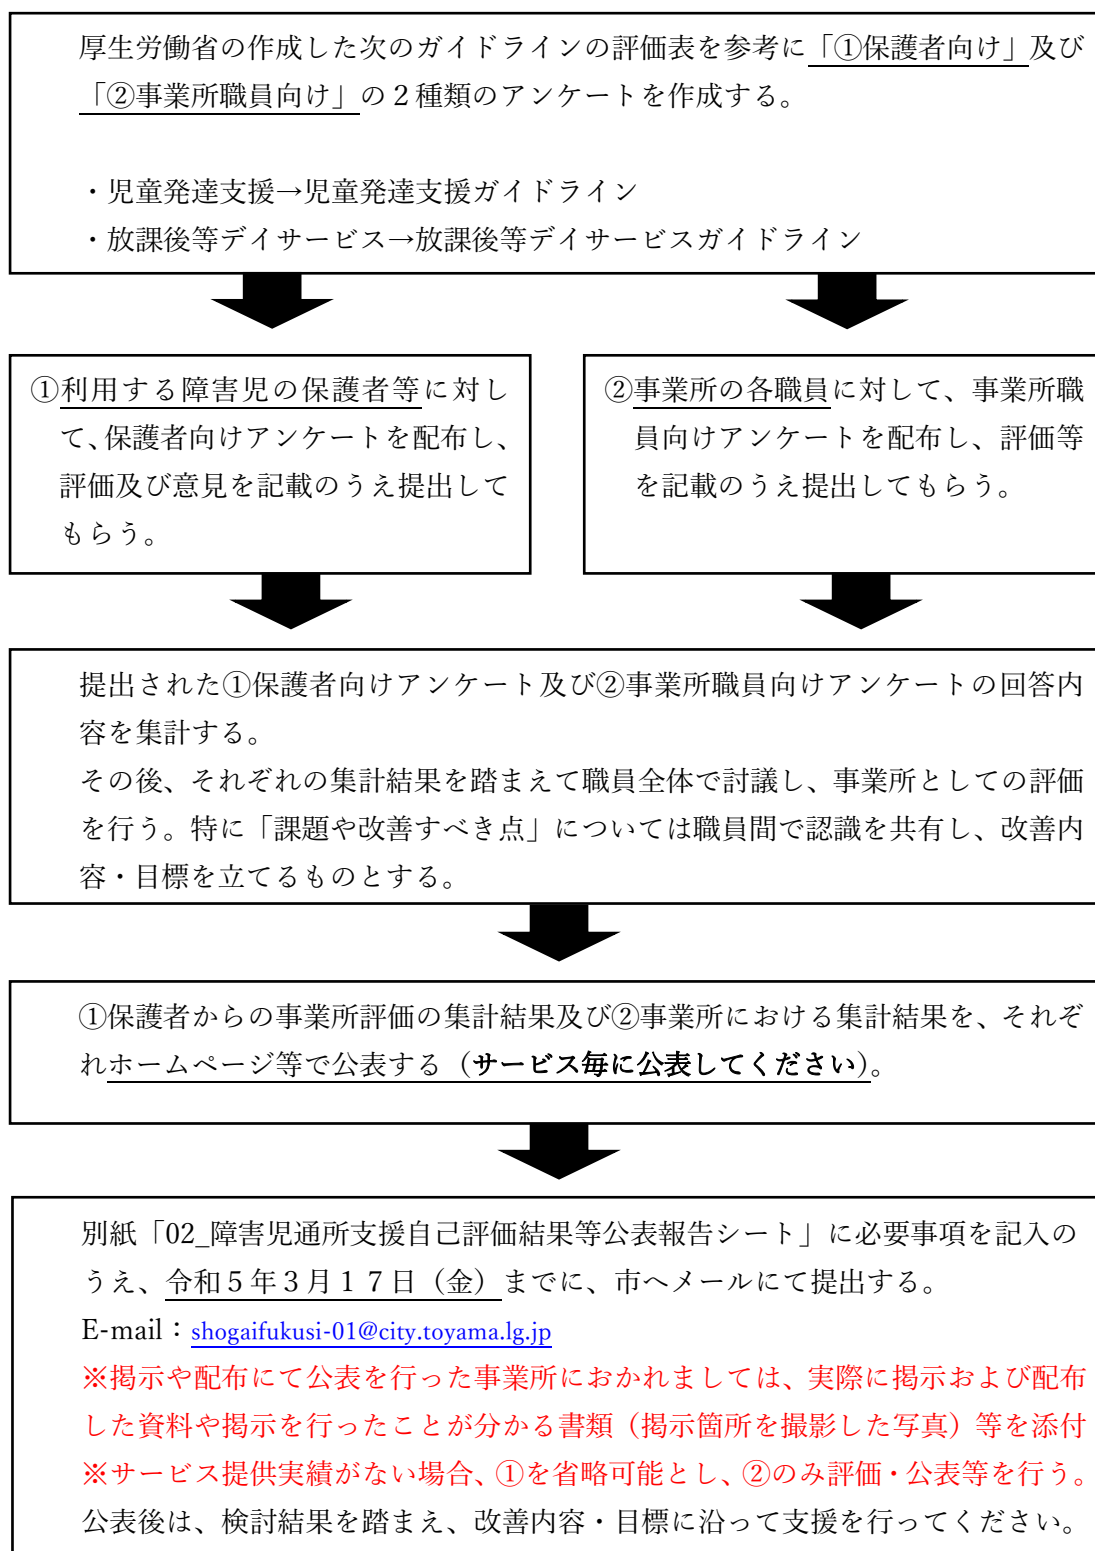 厚生労働省の作成した次のガイドラインの評価表を参考に「①保護者向け」及び
「②事業所職員向け」の２種類のアンケートを作成する。
・児童発達支援→児童発達支援ガイドライン
・放課後等デイサービス→放課後等デイサービスガイドライン
①利用する障害児の保護者等に対し
て、保護者向けアンケートを配布し、
評価及び意見を記載のうえ提出して
もらう。
②事業所の各職員に対して、事業所職
員向けアンケートを配布し、評価等
を記載のうえ提出してもらう。
提出された①保護者向けアンケート及び②事業所職員向けアンケートの回答内
容を集計する。
その後、それぞれの集計結果を踏まえて職員全体で討議し、事業所としての評価
を行う。特に「課題や改善すべき点」については職員間で認識を共有し、改善内
容・目標を立てるものとする。
①保護者からの事業所評価の集計結果及び②事業所における集計結果を、それぞ
れホームページ等で公表する（サービス毎に公表してください）。
別紙「02_障害児通所支援自己評価結果等公表報告シート」に必要事項を記入の
うえ、令和５年３月１７日（金）までに、市へメールにて提出する。
E-mail：shogaifukusi-01@city.toyama.lg.jp
※掲示や配布にて公表を行った事業所におかれましては、実際に掲示および配布
した資料や掲示を行ったことが分かる書類（掲示箇所を撮影した写真）等を添付
※サービス提供実績がない場合、①を省略可能とし、②のみ評価・公表等を行う。
公表後は、検討結果を踏まえ、改善内容・目標に沿って支援を行ってください。